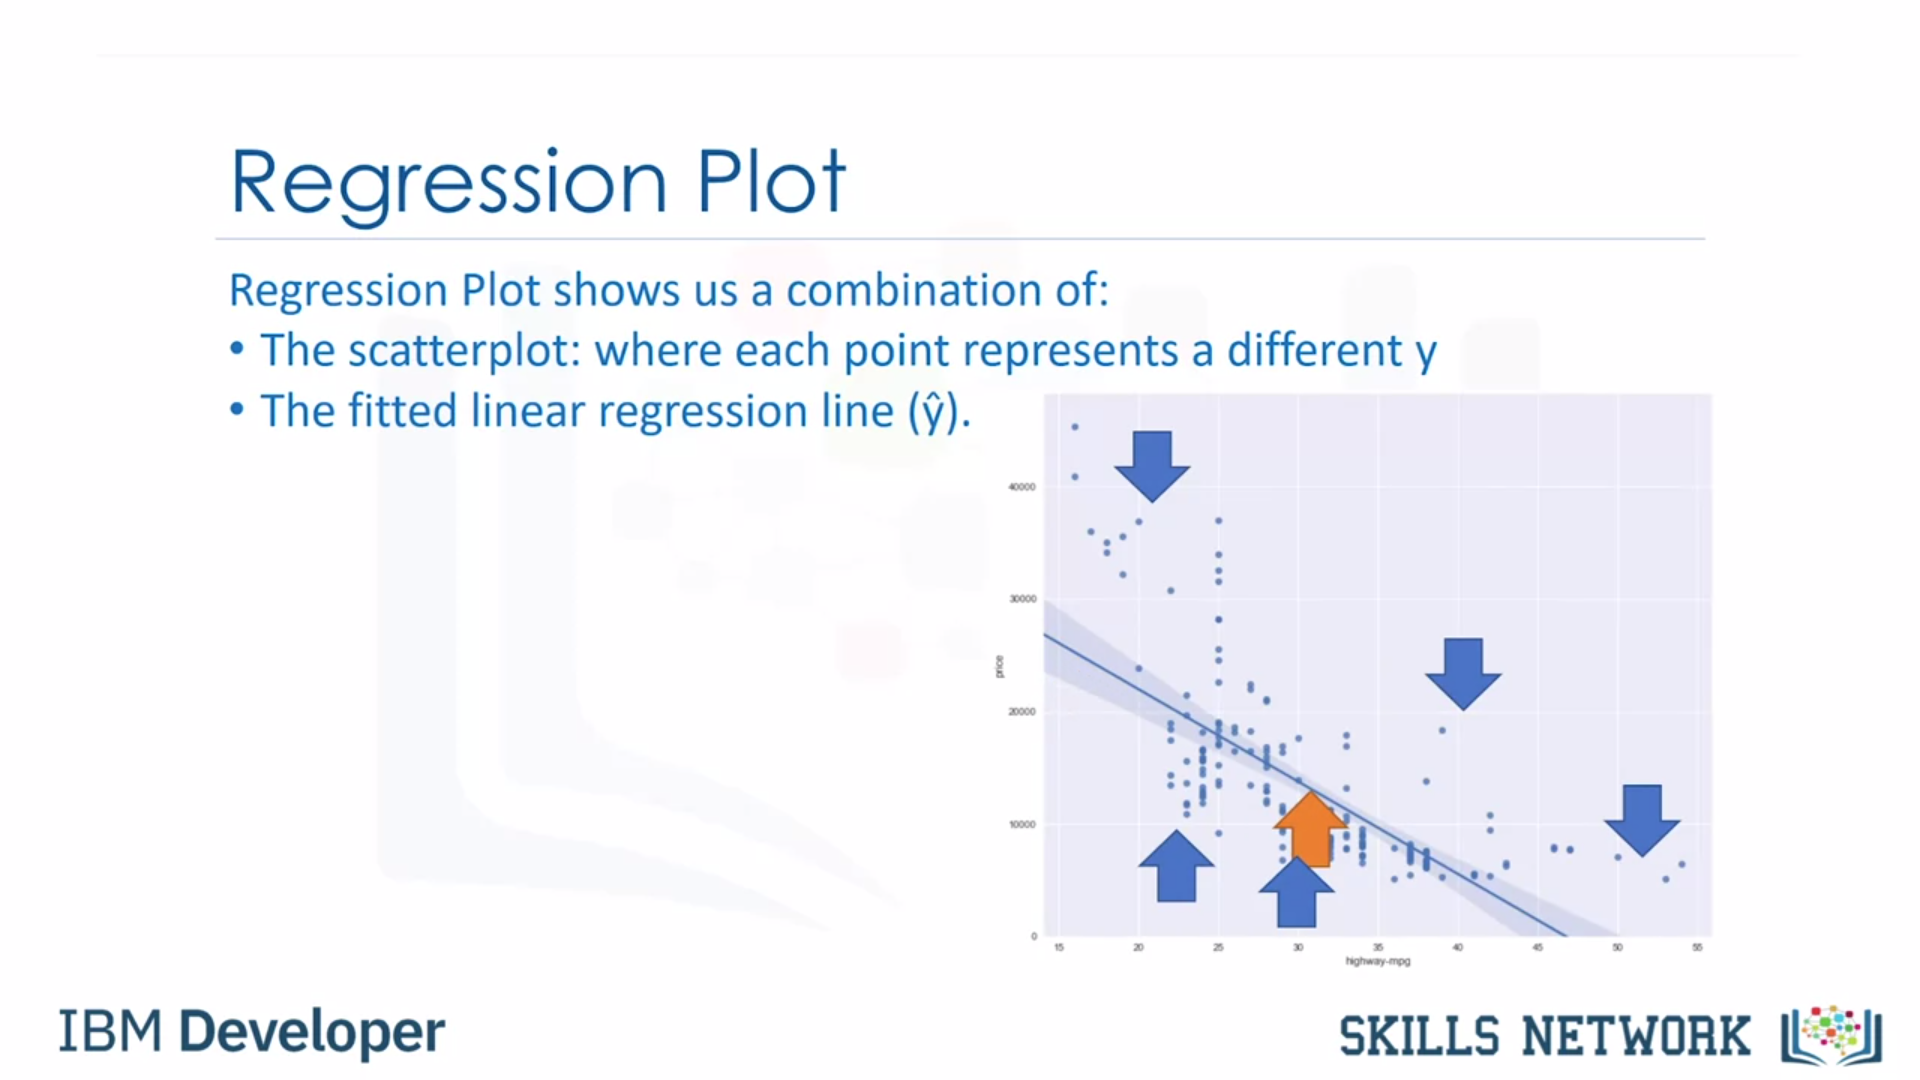 Regression Plot
Regression Plot shows us a combination of:
• The scatterplot: where each point represents a different y
• The fitted linear regression line (ŷ).
40000
30000
20000
10000
0
price
15 20 25 30 35 40 45 50 55
highway-mpg
IBM Developer
SKILLS NETWORK